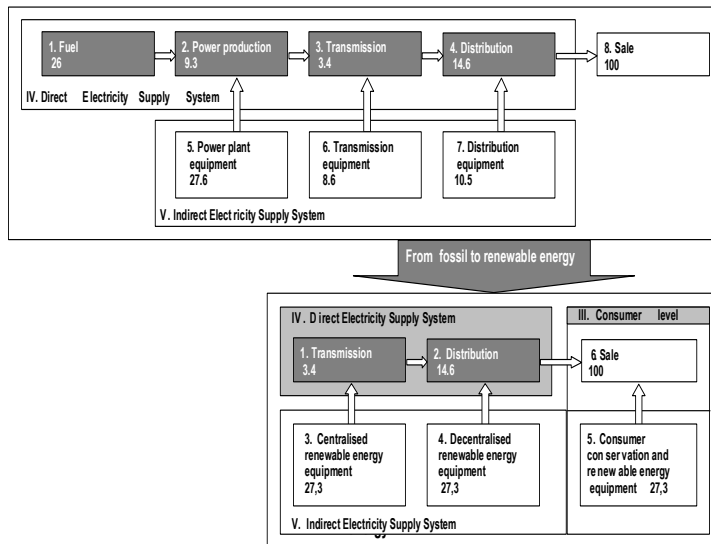 1. Fuel
26
2. Power production
9.3
3. Transmission
3.4
4. Distribution
14.6
8. Sale
100
IV. Direct Electricity Supply System
5. Power plant
equipment
27.6
6. Transmission
equipment
8.6
7. Distribution
equipment
10.5
V. Indirect Electricity Supply System
From fossil to renewable energy
IV. Direct Electricity Supply System
III. Consumer level
1. Transmission
3.4
2. Distribution
14.6
6. Sale
100
3. Centralised
renewable energy
equipment
27,3
4. Decentralised
renewable energy
equipment
27,3
5. Consumer
conservation and
renewable energy
equipment 27,3
V. Indirect Electricity Supply System